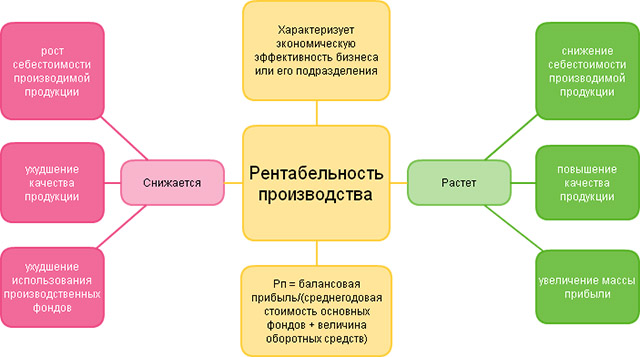 рост
себестоимости
производимой
продукции
ухудшение
качества
продукции
ухудшение
использования
производственных
фондов
Снижается
Характеризует
экономическую
эффективность бизнеса
или его подразделения
Рентабельность
производства
Рп = балансовая
прибыль/(среднегодовая
стоимость основных
фондов + величина
оборотных средств)
Растет
снижение
себестоимости
производимой
продукции
повышение
качества
продукции
увеличение массы
прибыли